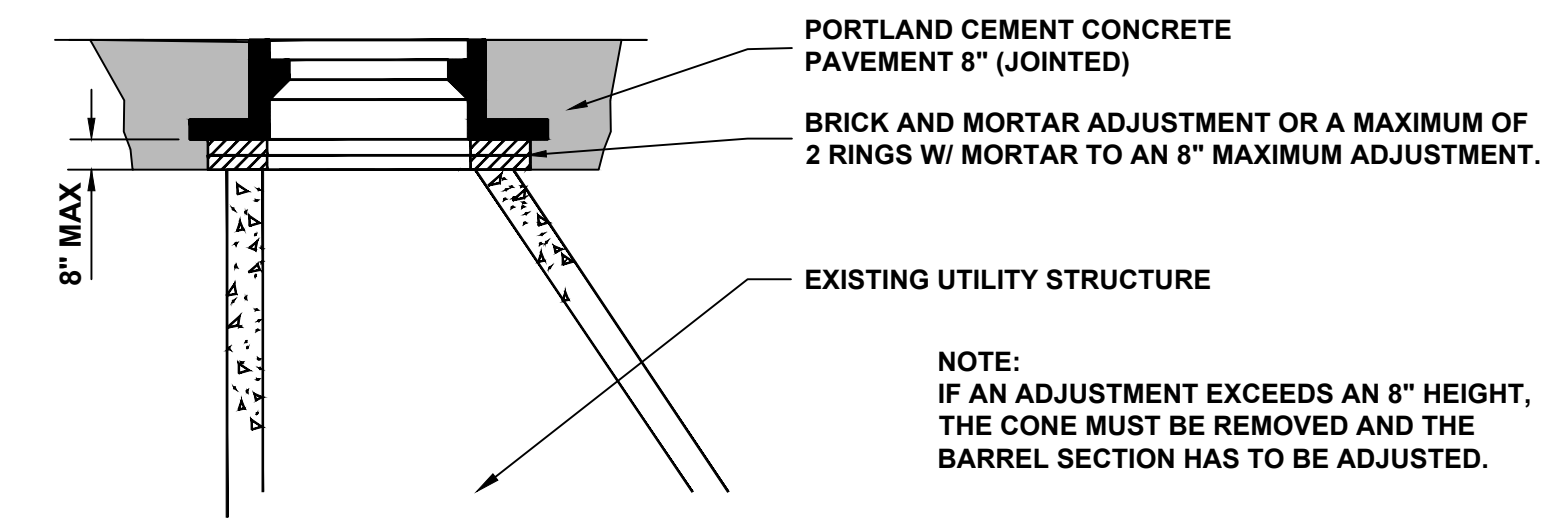 PORTLAND CEMENT CONCRETE
PAVEMENT 8" (JOINTED)
BRICK AND MORTAR ADJUSTMENT OR A MAXIMUM OF
2 RINGS W/ MORTAR TO AN 8" MAXIMUM ADJUSTMENT.
8" MAX
EXISTING UTILITY STRUCTURE
NOTE:
IF AN ADJUSTMENT EXCEEDS AN 8" HEIGHT,
THE CONE MUST BE REMOVED AND THE
BARREL SECTION HAS TO BE ADJUSTED.